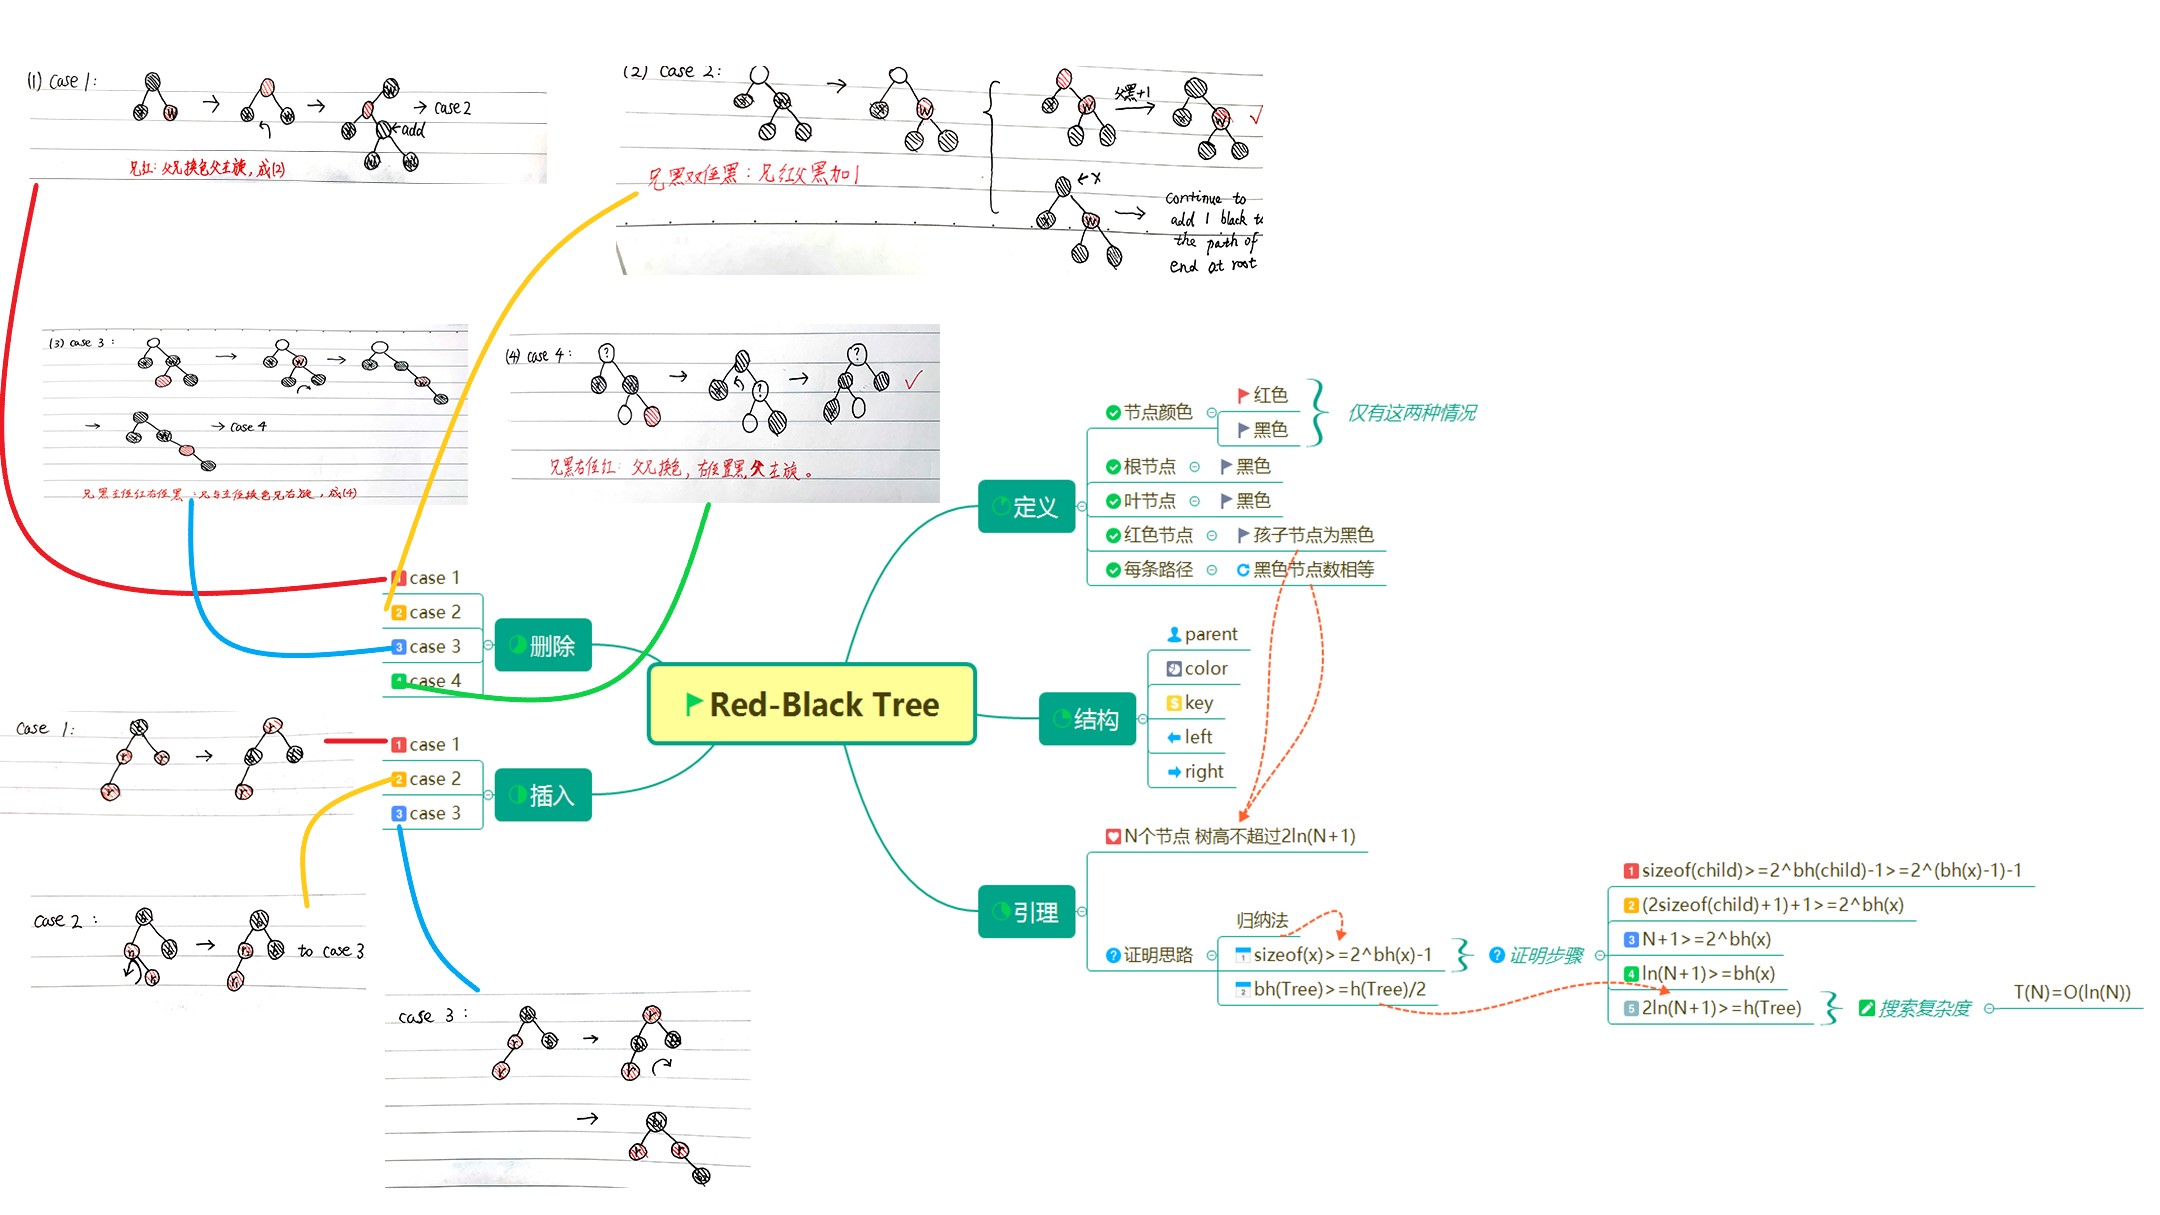 (1) case 1:
→ case2
←add
兄红: 父兄换色父左旋, 成(2)
(2) case 2:
父黑+1
兄黑双侄黑: 兄红父黑加1
←x
continue to
add 1 black to
the path of
end at root
(3) case 3:
→ case 4
兄黑左侄红右侄黑: 兄与左侄换色兄右旋, 成(4)
(4) case 4:
兄黑右侄红: 父兄换色, 右侄置黑父左旋。
case 1
case 2
case 3
case 4
删除
case 1
case 2
case 3
插入
Case 1:
case 2:
to case 3
case 3:
Red-Black Tree
定义
节点颜色
红色
黑色
仅有这两种情况
根节点
黑色
叶节点
黑色
红色节点
孩子节点为黑色
每条路径
黑色节点数相等
结构
parent
color
key
left
right
引理
N个节点 树高不超过2ln(N+1)
证明思路
归纳法
sizeof(x)>=2^bh(x)-1
bh(Tree)>=h(Tree)/2
证明步骤
1 sizeof(child)>=2^bh(child)-1>=2^(bh(x)-1)-1
2 (2sizeof(child)+1)+1>=2^bh(x)
3 N+1>=2^bh(x)
4 ln(N+1)>=bh(x)
5 2ln(N+1)>=h(Tree)
搜索复杂度
T(N)=O(ln(N))